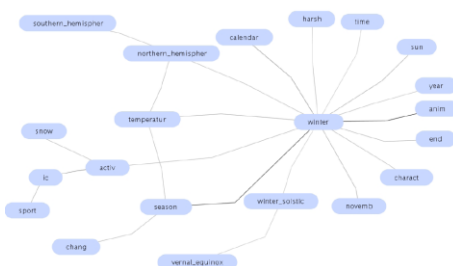 harsh
time
southern_hemispher
calendar
sun
northern_hemispher
year
anim
temperatur
winter
snow
end
activ
ic
charact
sport
season
winter_solstic
novemb
chang
vernal_equinox